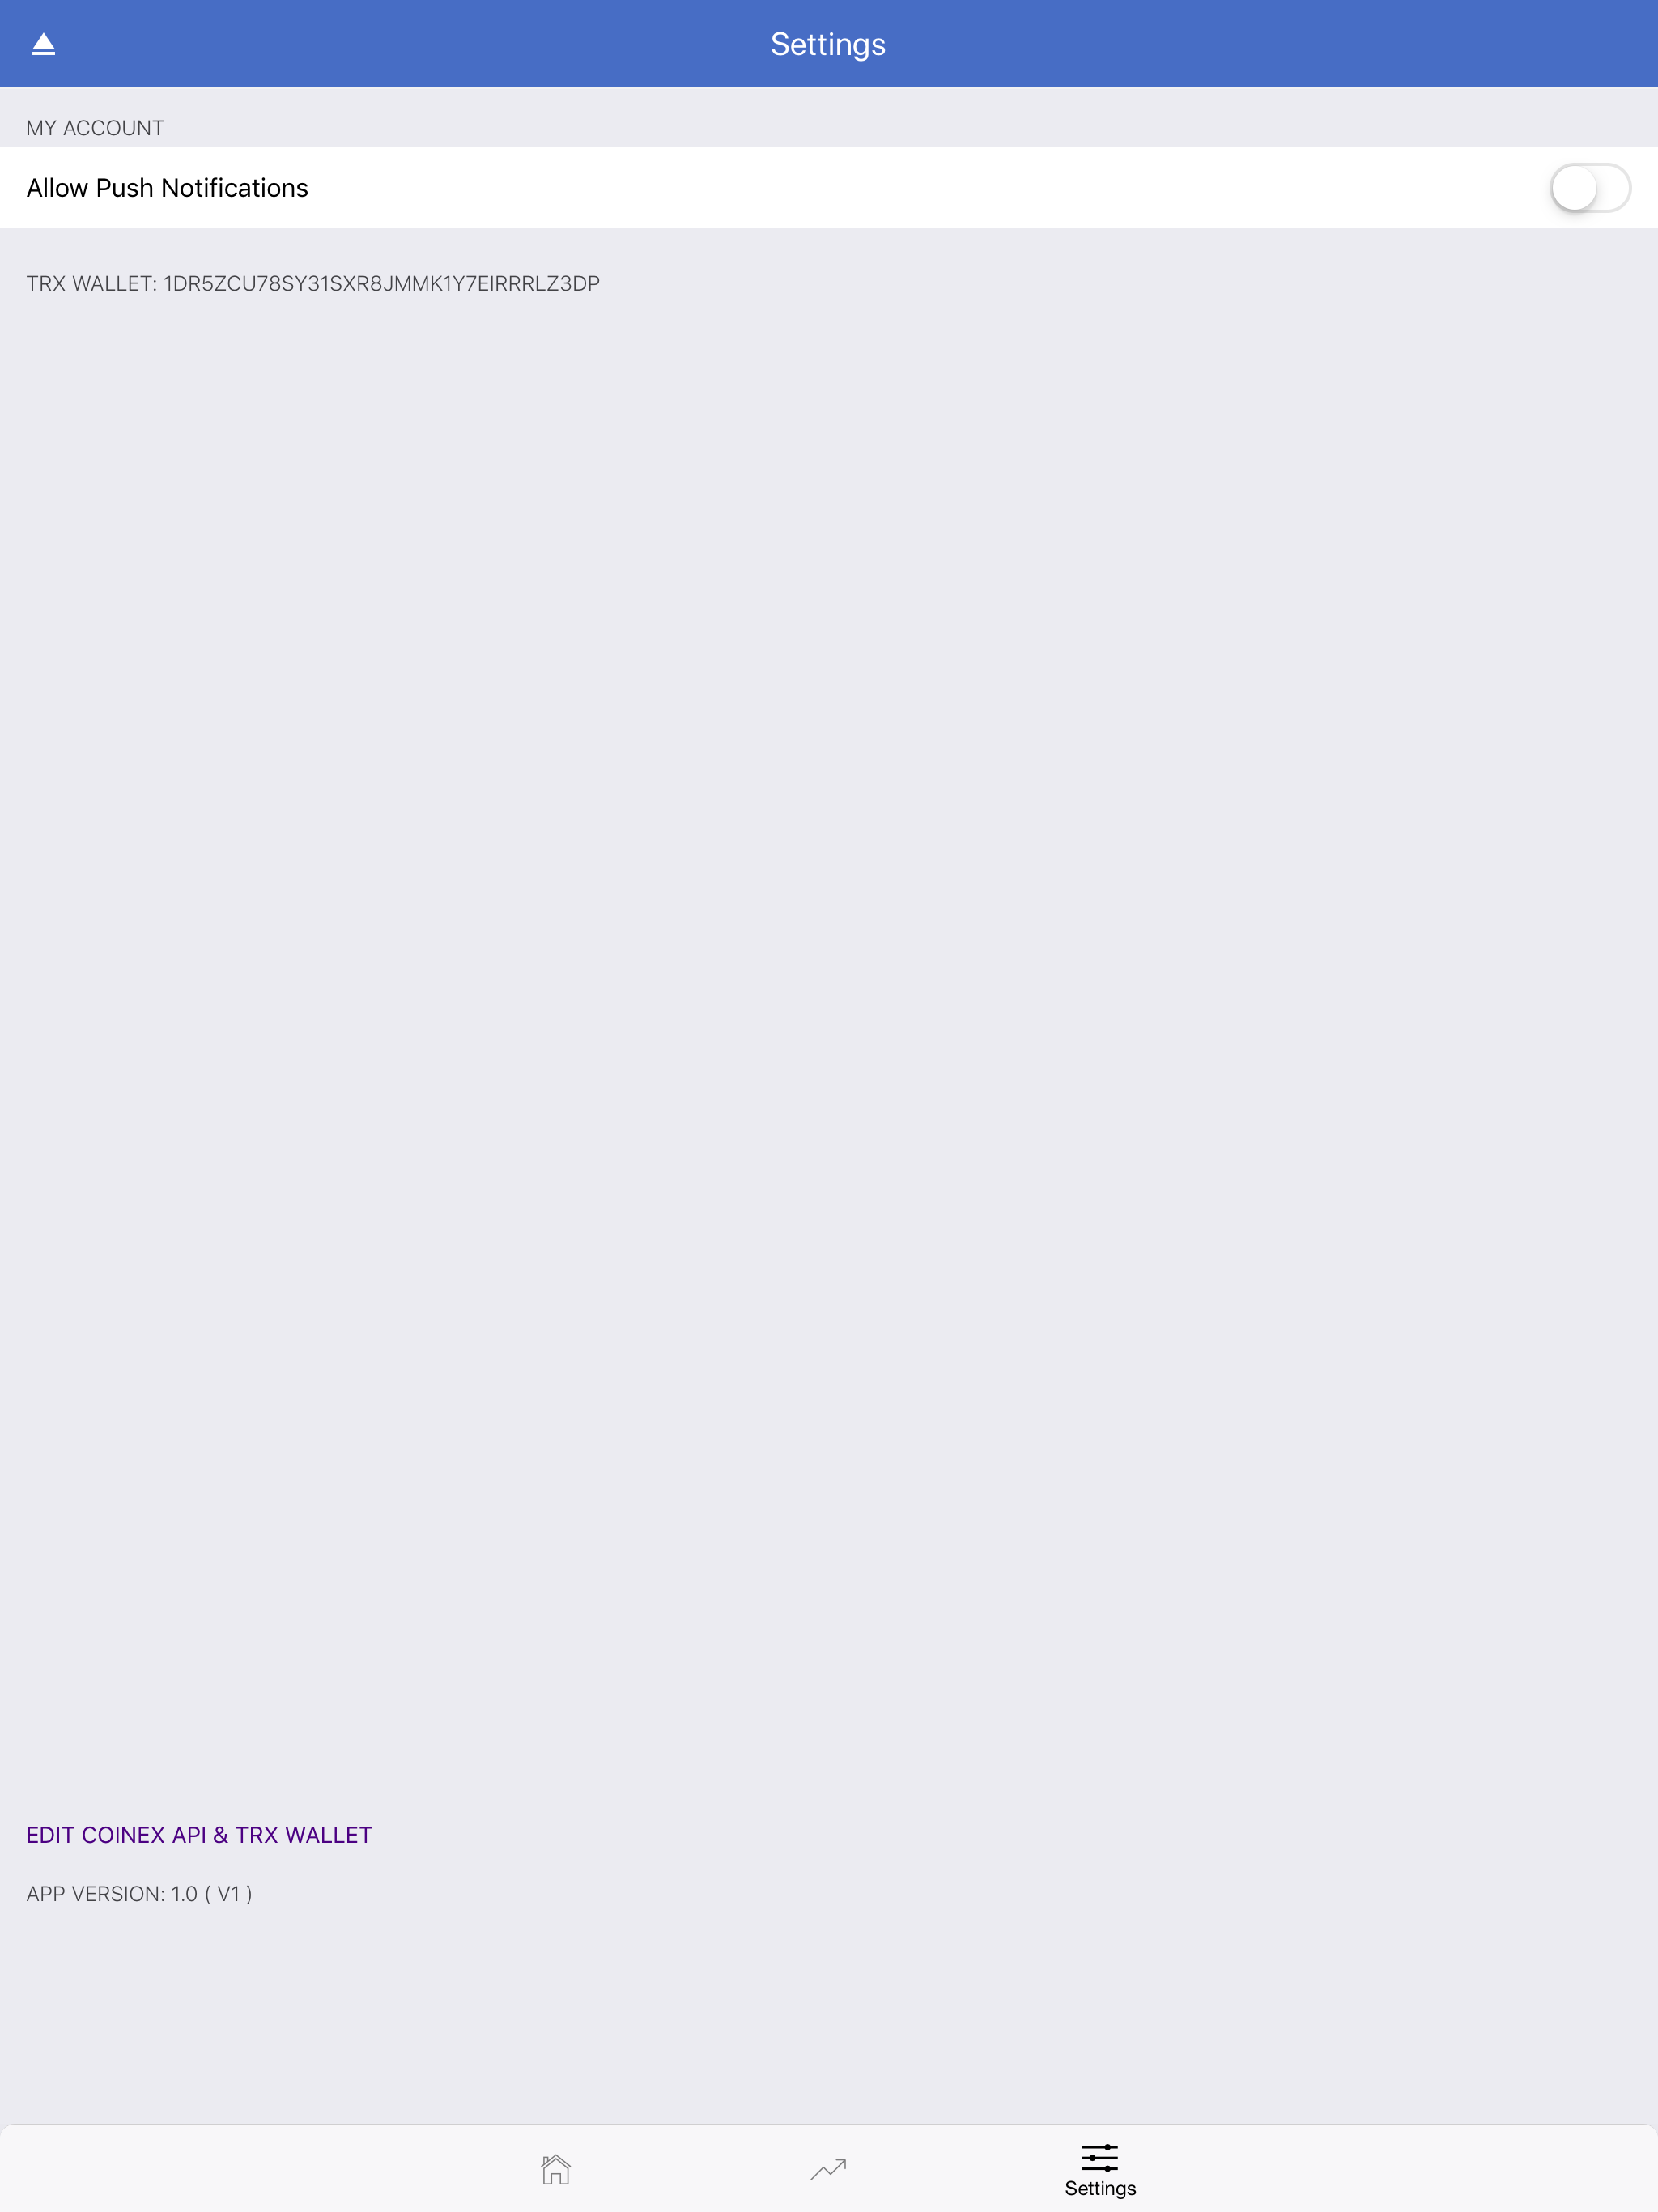 Settings
MY ACCOUNT
Allow Push Notifications
TRX WALLET: 1DR5ZCU78SY31SXR8JMMK1Y7EIRRRLZ3DP
EDIT COINEX API & TRX WALLET
APP VERSION: 1.0 ( V1 )
Settings